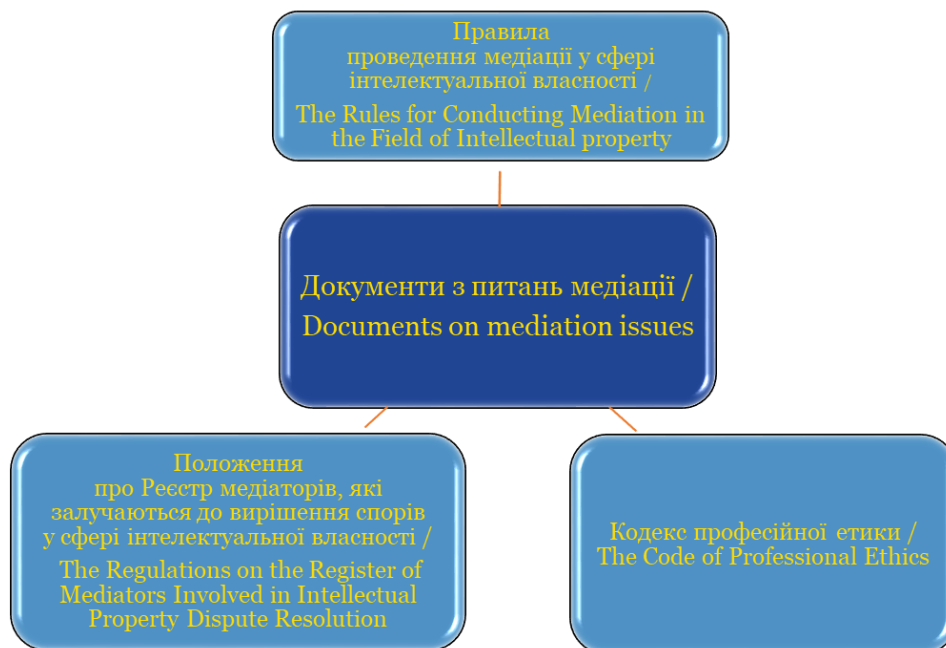 Правила
проведення медіації у сфері
інтелектуальної власності /
The Rules for Conducting Mediation in
the Field of Intellectual property
Документи з питань медіації /
Documents on mediation issues
Положення
про Реєстр медіаторів, які
залучаються до вирішення спорів
у сфері інтелектуальної власності /
The Regulations on the Register of
Mediators Involved in Intellectual
Property Dispute Resolution
Кодекс професійної етики /
The Code of Professional Ethics